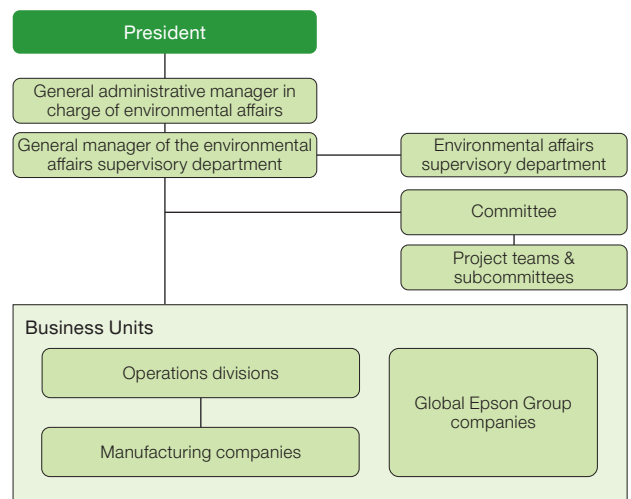 President
General administrative manager in
charge of environmental affairs
General manager of the environmental
affairs supervisory department
Environmental affairs
supervisory department
Committee
Project teams &
subcommittees
Business Units
Operations divisions
Manufacturing companies
Global Epson Group
companies